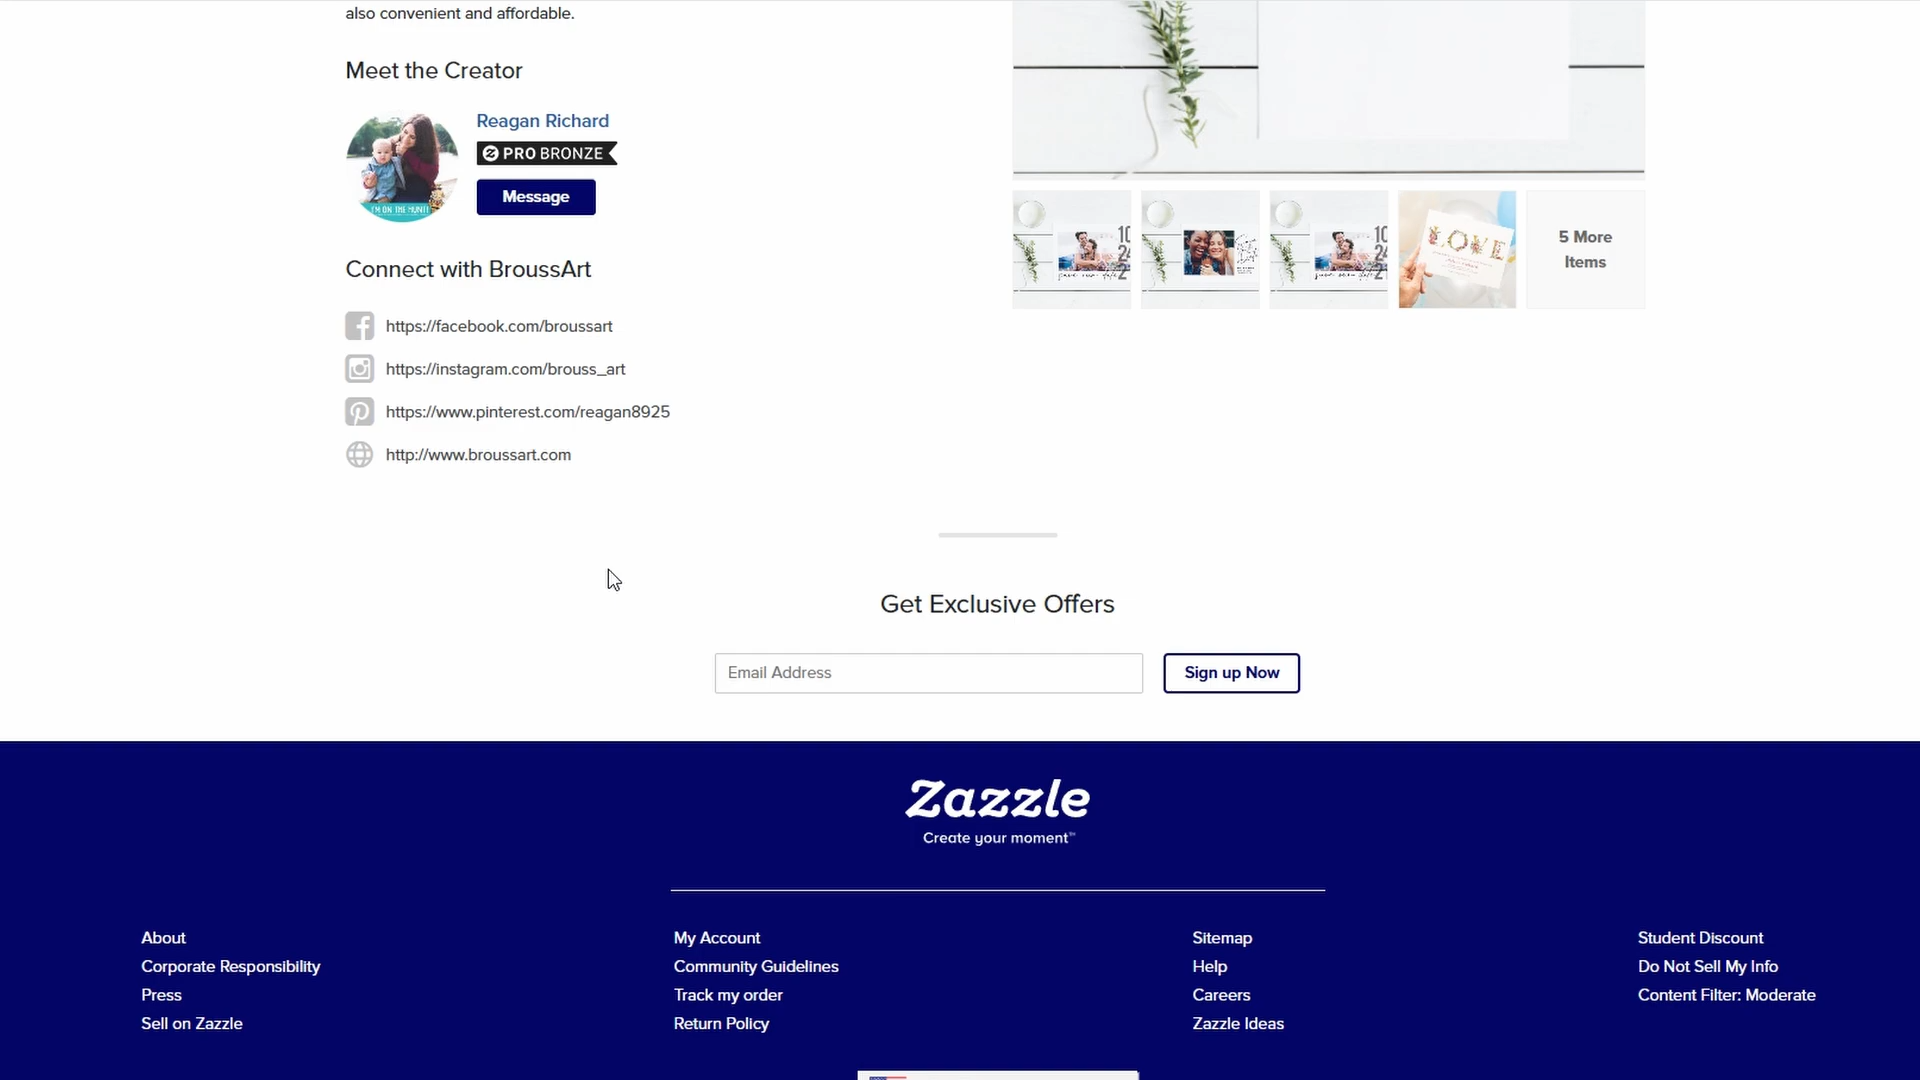 also convenient and affordable.
Meet the Creator
Reagan Richard
PRO BRONZE
Message
I'M ON THE HUNT!
Connect with BroussArt
https://facebook.com/broussart
https://instagram.com/brouss_art
https://www.pinterest.com/reagan8925
http://www.broussart.com
LOVE
5 More
Items
Get Exclusive Offers
Email Address
Sign up Now
Zazzle
Create your moment™
About
Corporate Responsibility
Press
Sell on Zazzle
My Account
Community Guidelines
Track my order
Return Policy
Sitemap
Help
Careers
Zazzle Ideas
Student Discount
Do Not Sell My Info
Content Filter: Moderate